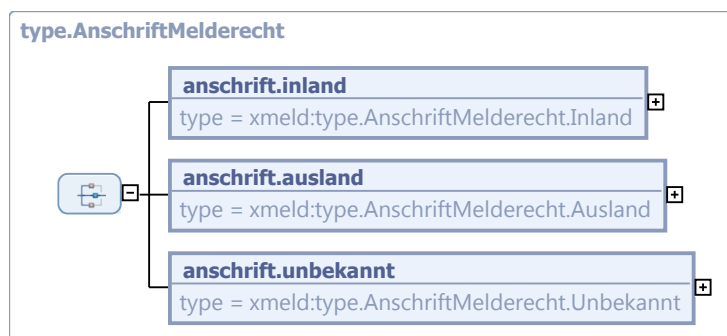 type.AnschriftMelderecht
anschrift.inland
type = xmeld:type.AnschriftMelderecht.Inland
anschrift.ausland
type = xmeld:type.AnschriftMelderecht.Ausland
anschrift.unbekannt
type = xmeld:type.AnschriftMelderecht.Unbekannt